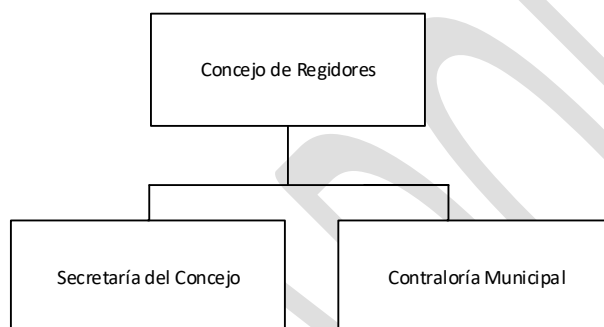 Concejo de Regidores
Secretaría del Concejo
Contraloría Municipal